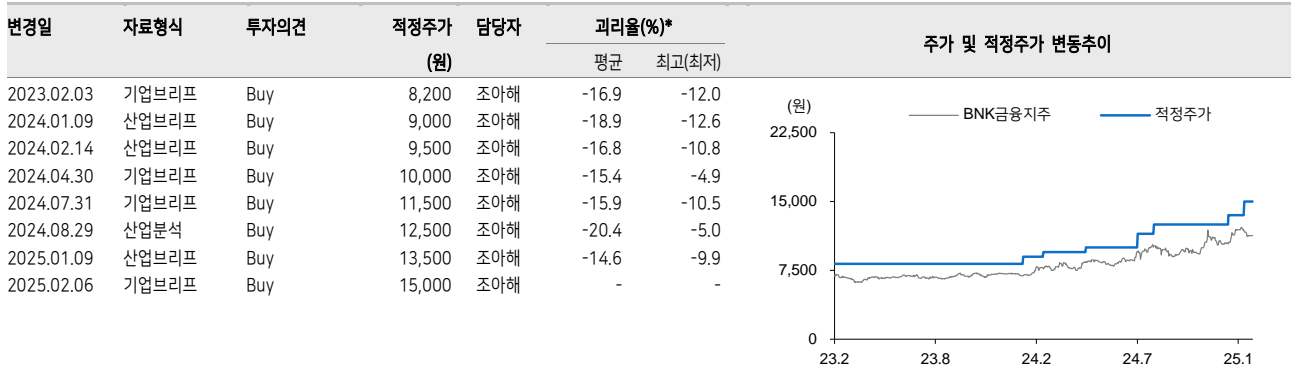 변경일 자료형식 투자의견 적정주가 담당자 괴리율(%)*
(원) 평균 최고(최저)
2023.02.03 기업브리프 Buy 8,200 조아해 -16.9 -12.0
2024.01.09 산업브리프 Buy 9,000 조아해 -18.9 -12.6
2024.02.14 산업브리프 Buy 9,500 조아해 -16.8 -10.8
2024.04.30 기업브리프 Buy 10,000 조아해 -15.4 -4.9
2024.07.31 기업브리프 Buy 11,500 조아해 -15.9 -10.5
2024.08.29 산업분석 Buy 12,500 조아해 -20.4 -5.0
2025.01.09 산업브리프 Buy 13,500 조아해 -14.6 -9.9
2025.02.06 기업브리프 Buy 15,000 조아해 - -
주가 및 적정주가 변동추이
(원)
BNK금융지주 적정주가
22,500
15,000
7,500
0
23.2 23.8 24.2 24.7 25.1